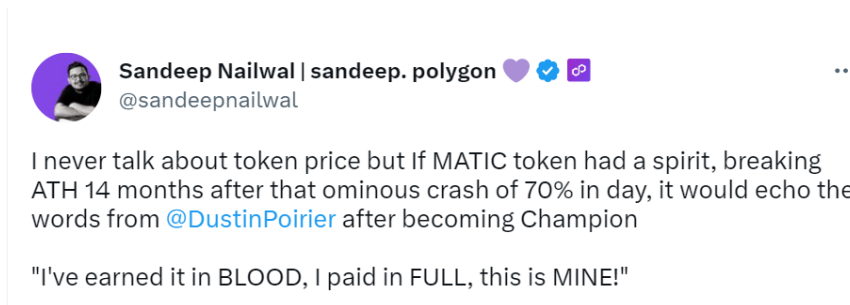 Sandeep Nailwal | sandeep. polygon
@sandeepnailwal
I never talk about token price but If MATIC token had a spirit, breaking
ATH 14 months after that ominous crash of 70% in day, it would echo the
words from @DustinPoirier after becoming Champion
"I've earned it in BLOOD, I paid in FULL, this is MINE!"